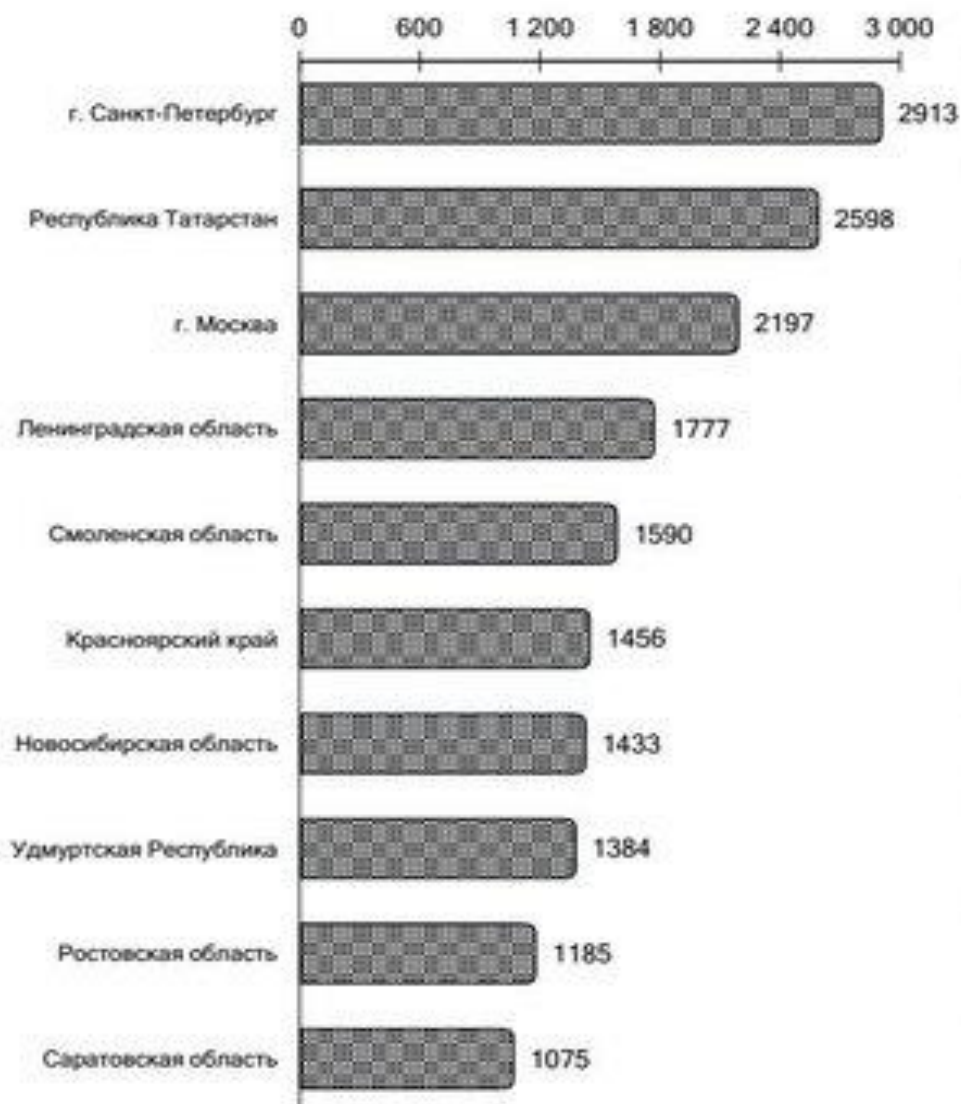 0 600 1 200 1 800 2 400 3 000
г. Санкт-Петербург 2913
Республика Татарстан 2598
г. Москва 2197
Ленинградская область 1777
Смоленская область 1590
Красноярский край 1456
Новосибирская область 1433
Удмуртская Республика 1384
Ростовская область 1185
Саратовская область 1075